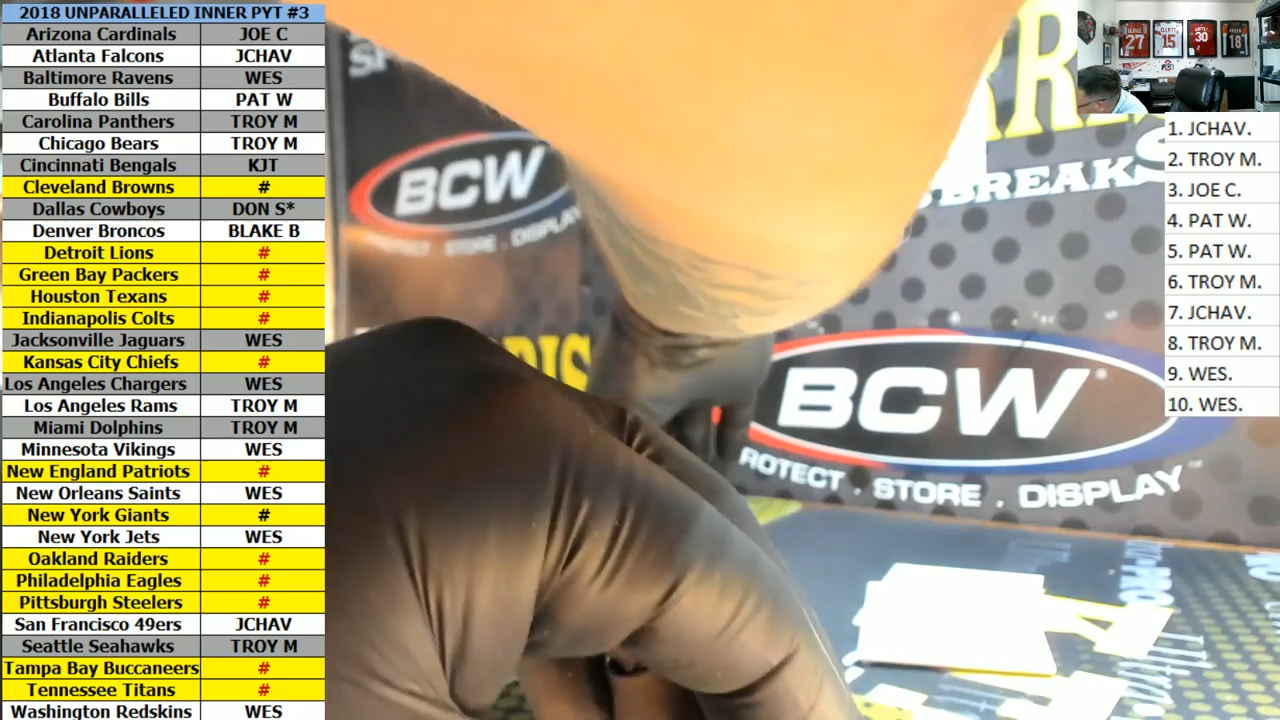 2018 UNPARALLELED INNER PYT #3
Arizona Cardinals JOE C
Atlanta Falcons JCHAV
Baltimore Ravens WES
Buffalo Bills PAT W
Carolina Panthers TROY M
Chicago Bears TROY M
Cincinnati Bengals KJT
Cleveland Browns #
Dallas Cowboys DON S*
Denver Broncos BLAKE B
Detroit Lions #
Green Bay Packers #
Houston Texans #
Indianapolis Colts #
Jacksonville Jaguars WES
Kansas City Chiefs #
Los Angeles Chargers WES
Los Angeles Rams TROY M
Miami Dolphins TROY M
Minnesota Vikings WES
New England Patriots #
New Orleans Saints WES
New York Giants #
New York Jets WES
Oakland Raiders #
Philadelphia Eagles #
Pittsburgh Steelers #
San Francisco 49ers JCHAV
Seattle Seahawks TROY M
Tampa Bay Buccaneers #
Tennessee Titans #
Washington Redskins WES
BCW
PROTECT . STORE . DISPLAY
BREAKS
BCW
ROTECT . STORE . DISPLAY
27
15
30
18
1. JCHAV.
2. TROY M.
3. JOE C.
4. PAT W.
5. PAT W.
6. TROY M.
7. JCHAV.
8. TROY M.
9. WES.
10. WES.